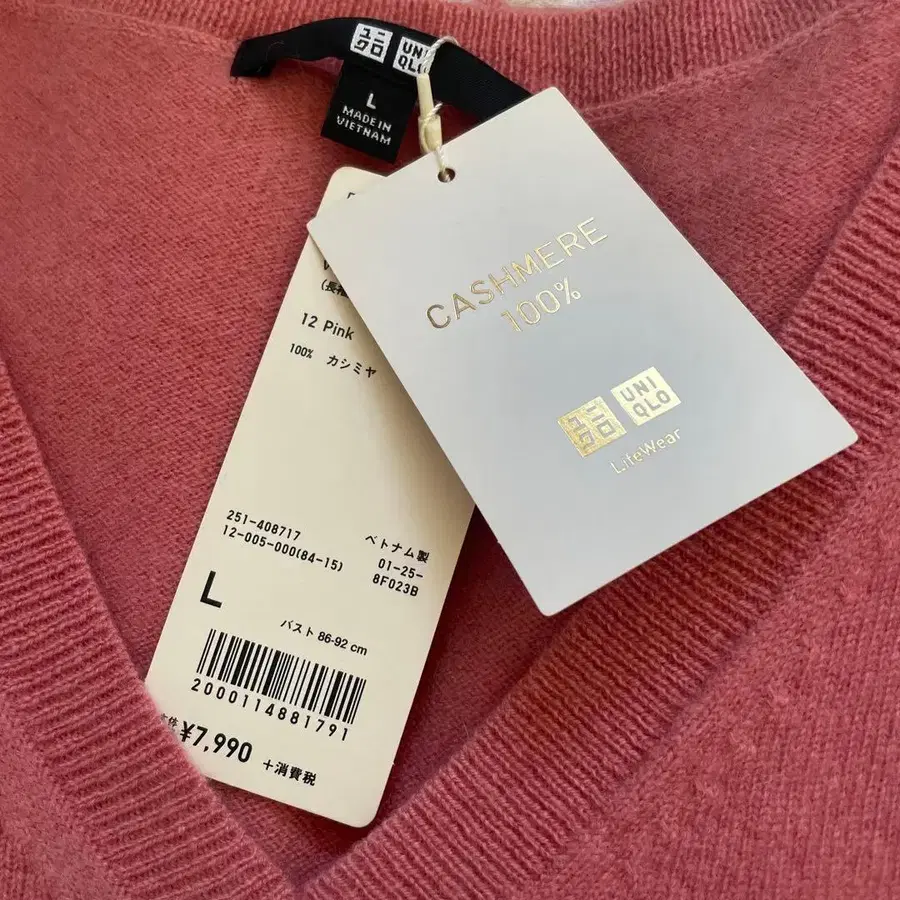 ユニ
クロ
UNI
QLO
L
MADE IN
VIETNAM
CASHMERE
100%
ユニ
クロ
UNI
QLO
LifeWear
12 Pink
100% カシミヤ
251-408717
12-005-000(84-15)
ベトナム製
01-25-
8F023B
L
バスト 86-92 cm
2000114881791
¥7,990 +消費税